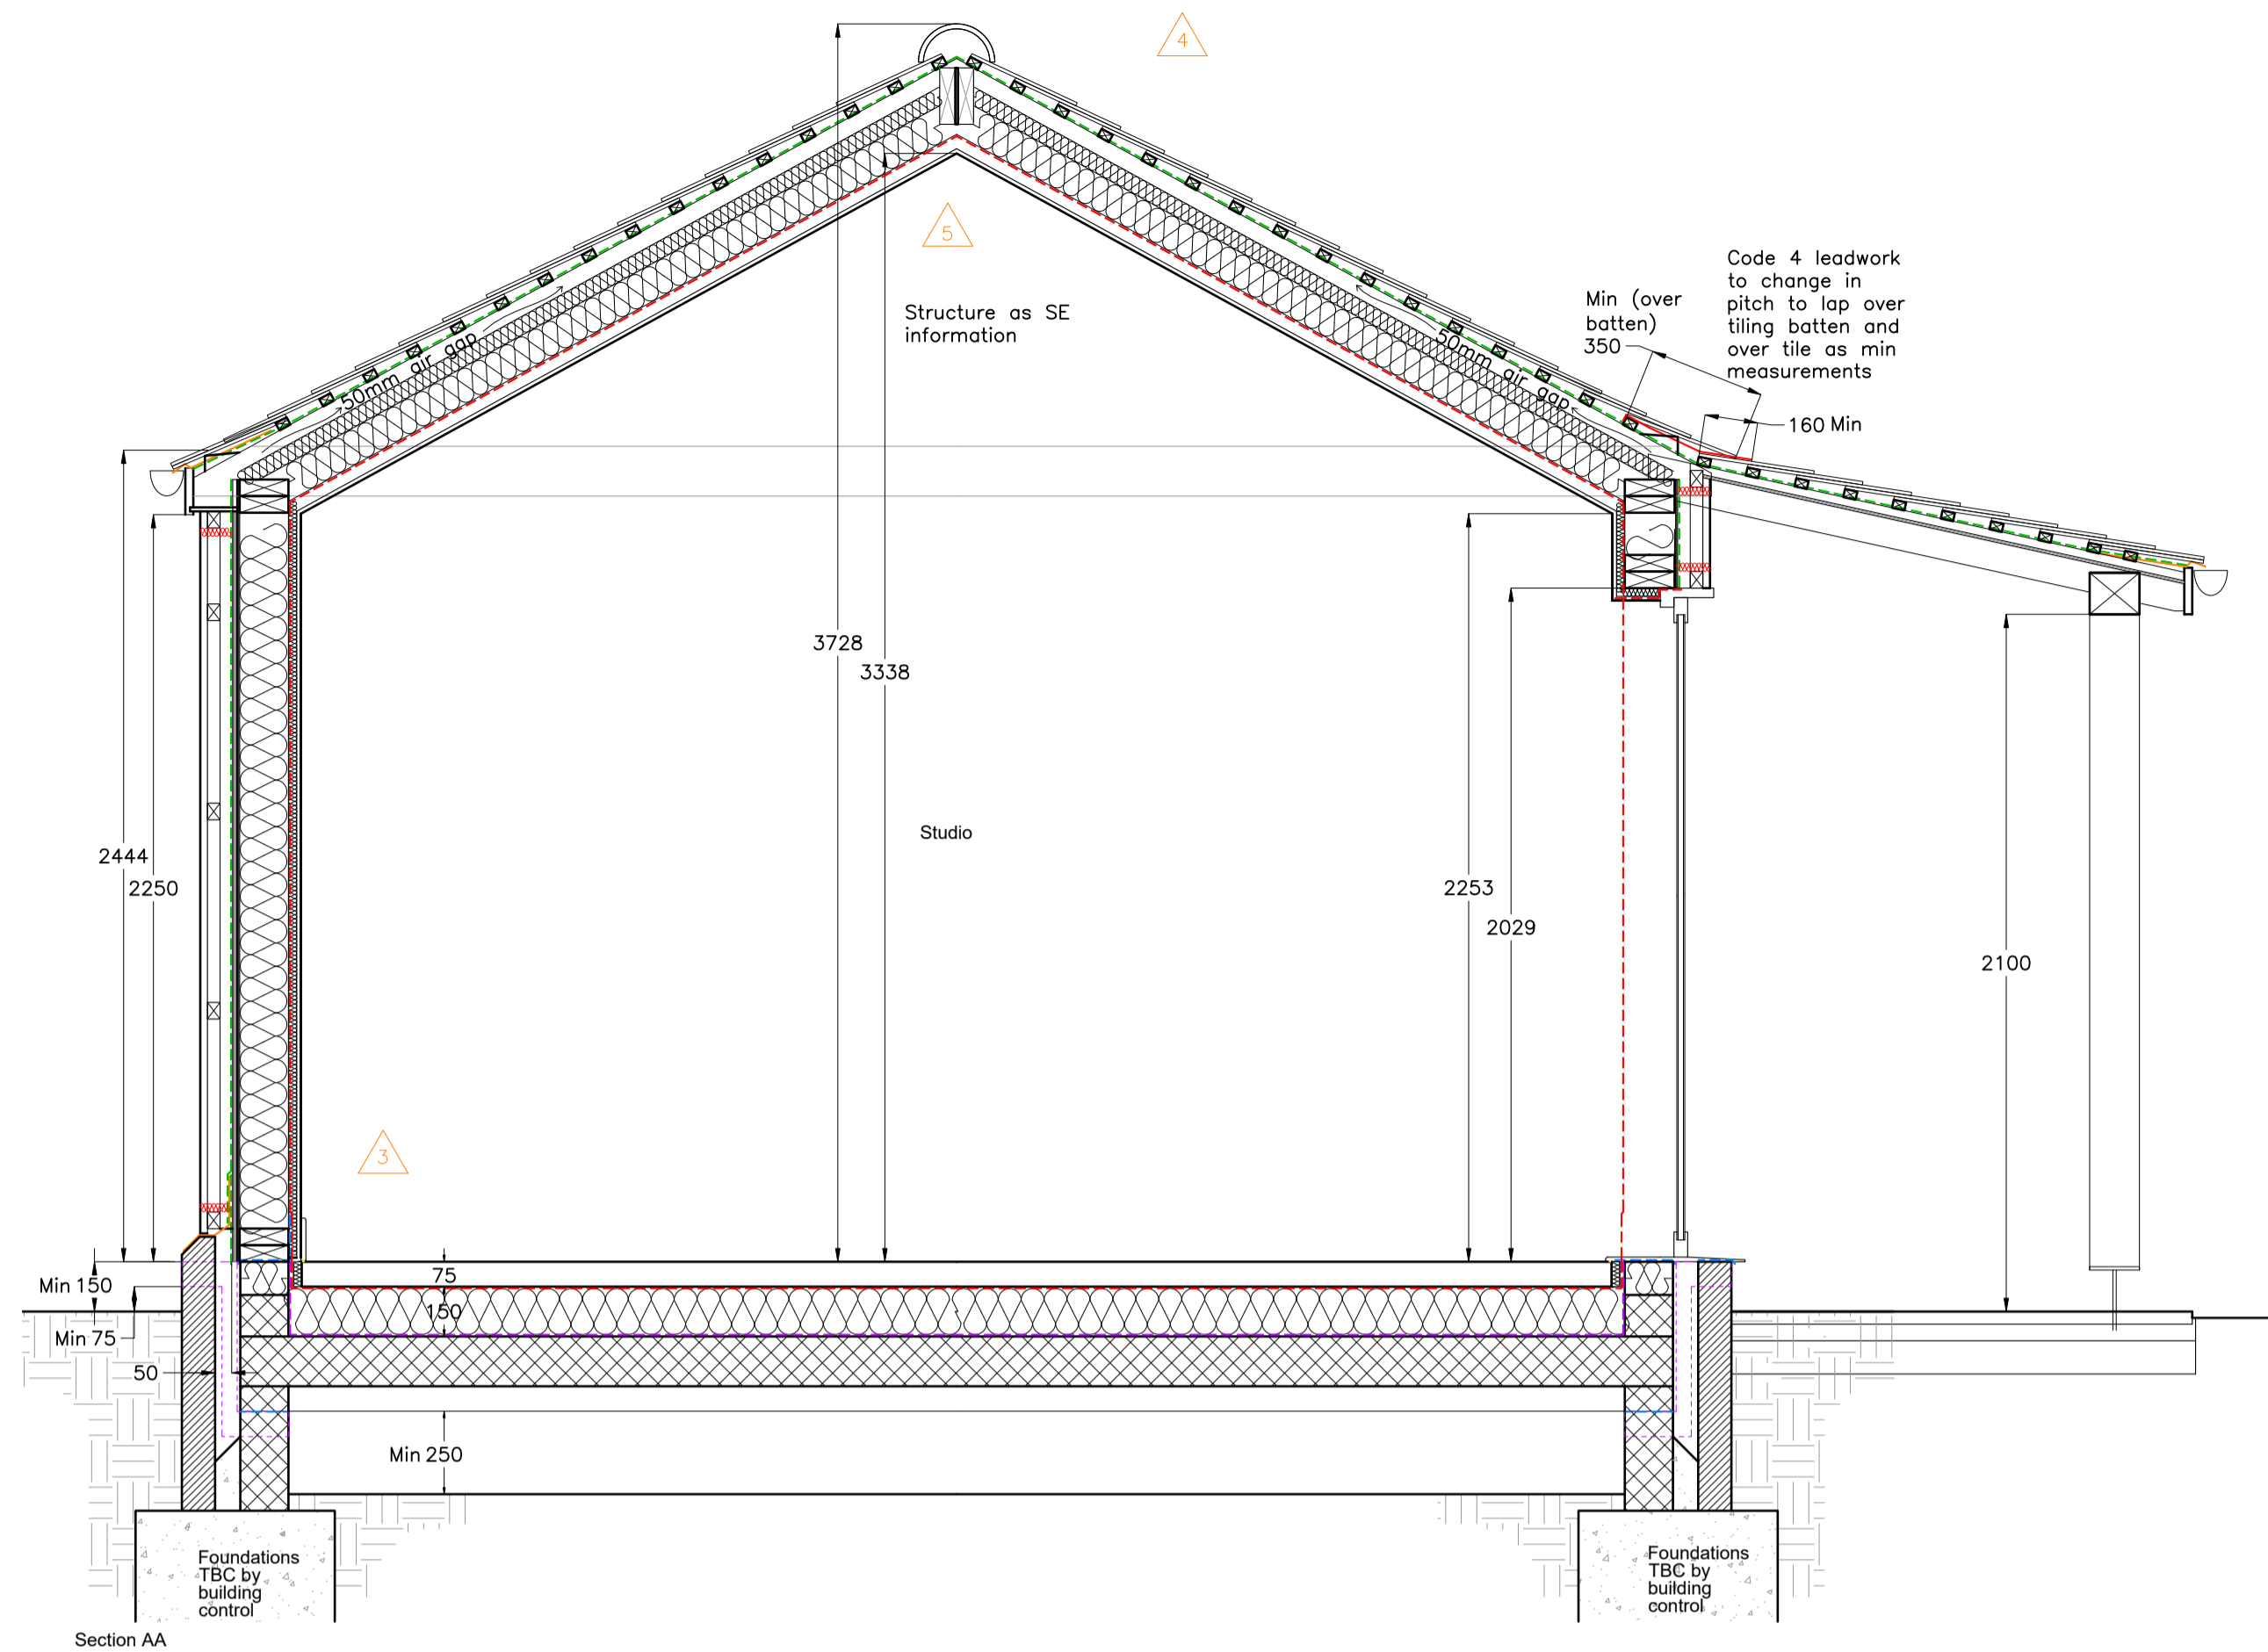 4
5
Structure as SE
information
Code 4 leadwork
to change in
pitch to lap over
tiling batten and
over tile as min
measurements
Min (over
batten)
350
160 Min
50mm air gap
50mm air gap
3728
3338
Studio
2444
2250
2253
2029
2100
3
Min 150
75
150
Min 75
50
Min 250
Foundations
TBC by
building
control
Foundations
TBC by
building
control
Section AA